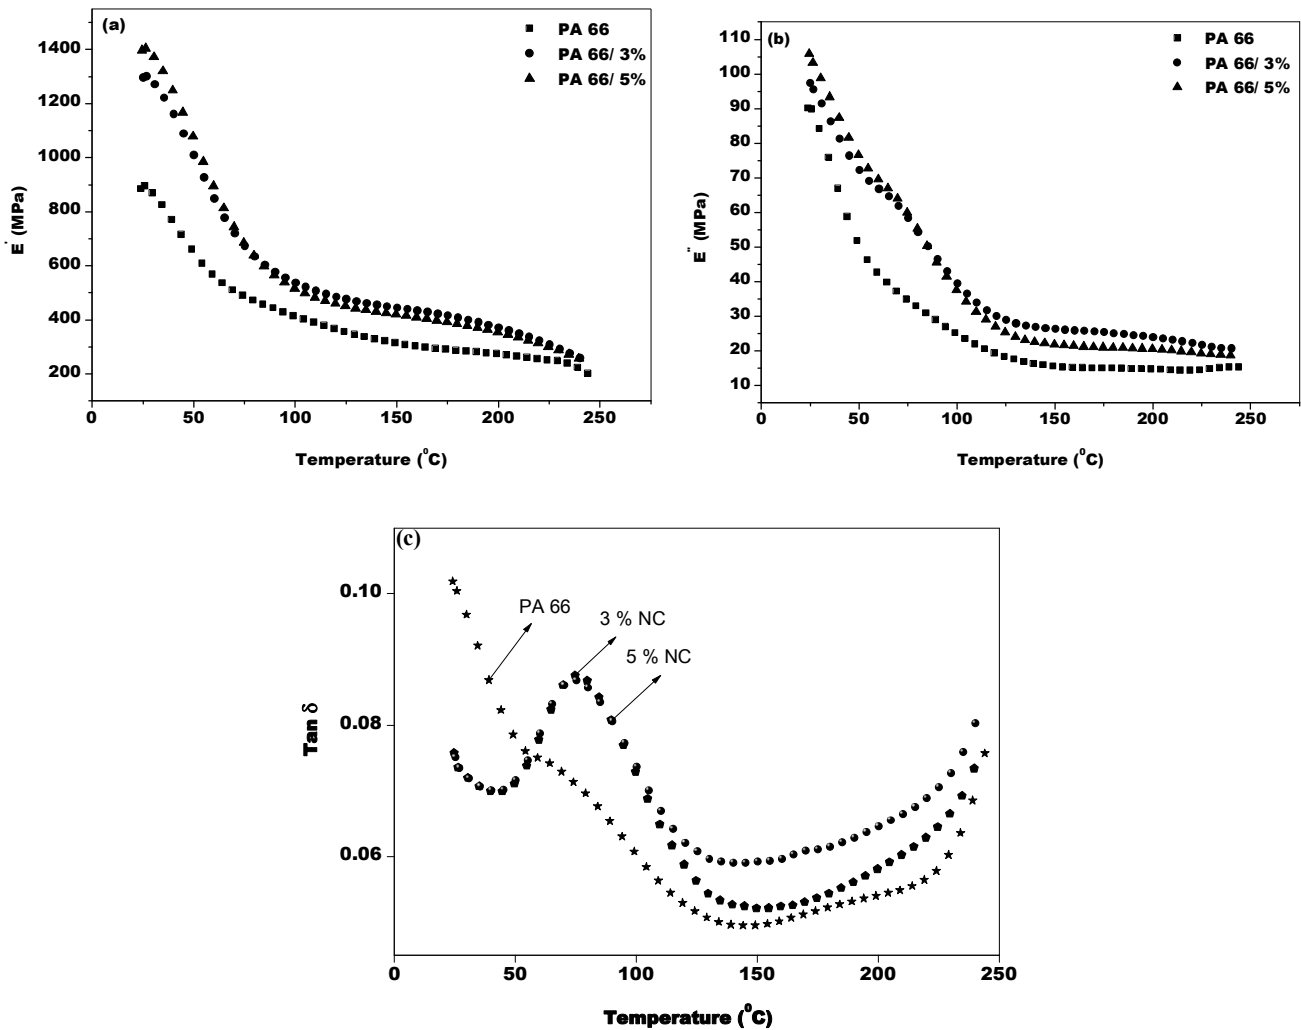 (a)
PA 66
PA 66/ 3%
PA 66/ 5%
1400
1200
1000
800
600
400
200
E' (MPa)
0 50 100 150 200 250
Temperature (⁰C)
(b)
PA 66
PA 66/ 3%
PA 66/ 5%
110
100
90
80
70
60
50
40
30
20
10
E" (MPa)
0 50 100 150 200 250
Temperature (⁰C)
(c)
PA 66
3 % NC
5 % NC
0.10
0.08
0.06
Tan δ
0 50 100 150 200 250
Temperature (⁰C)